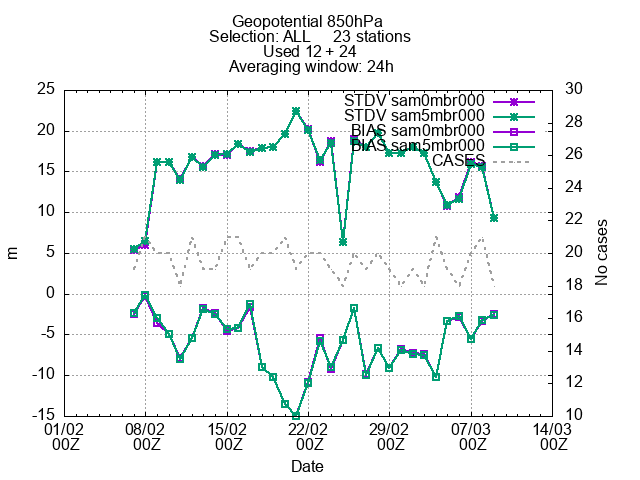 Geopotential 850hPa
Selection: ALL 23 stations
Used 12 + 24
Averaging window: 24h
STDV sam0mbr000
STDV sam5mbr000
BIAS sam0mbr000
BIAS sam5mbr000
CASES
25
20
15
10
5
0
-5
-10
-15
m
30
28
26
24
22
20
18
16
14
12
10
No cases
01/02 08/02 15/02 22/02 29/02 07/03 14/03
00Z 00Z 00Z 00Z 00Z 00Z 00Z
Date